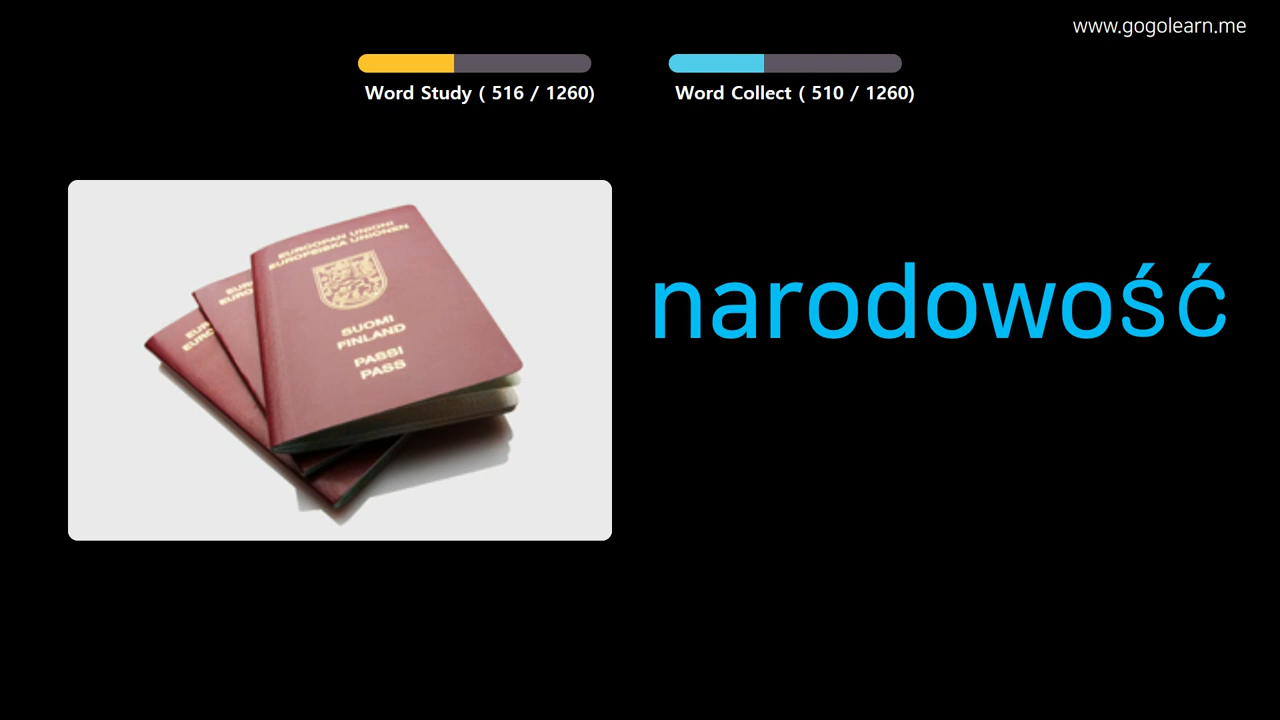 www.gogolearn.me
Word Study ( 516 / 1260)
Word Collect ( 510 / 1260)
narodowość
EUROOPAN UNIONI
EUROPEISKA UNIONEN
SUOMI
FINLAND
PASSI
PASS